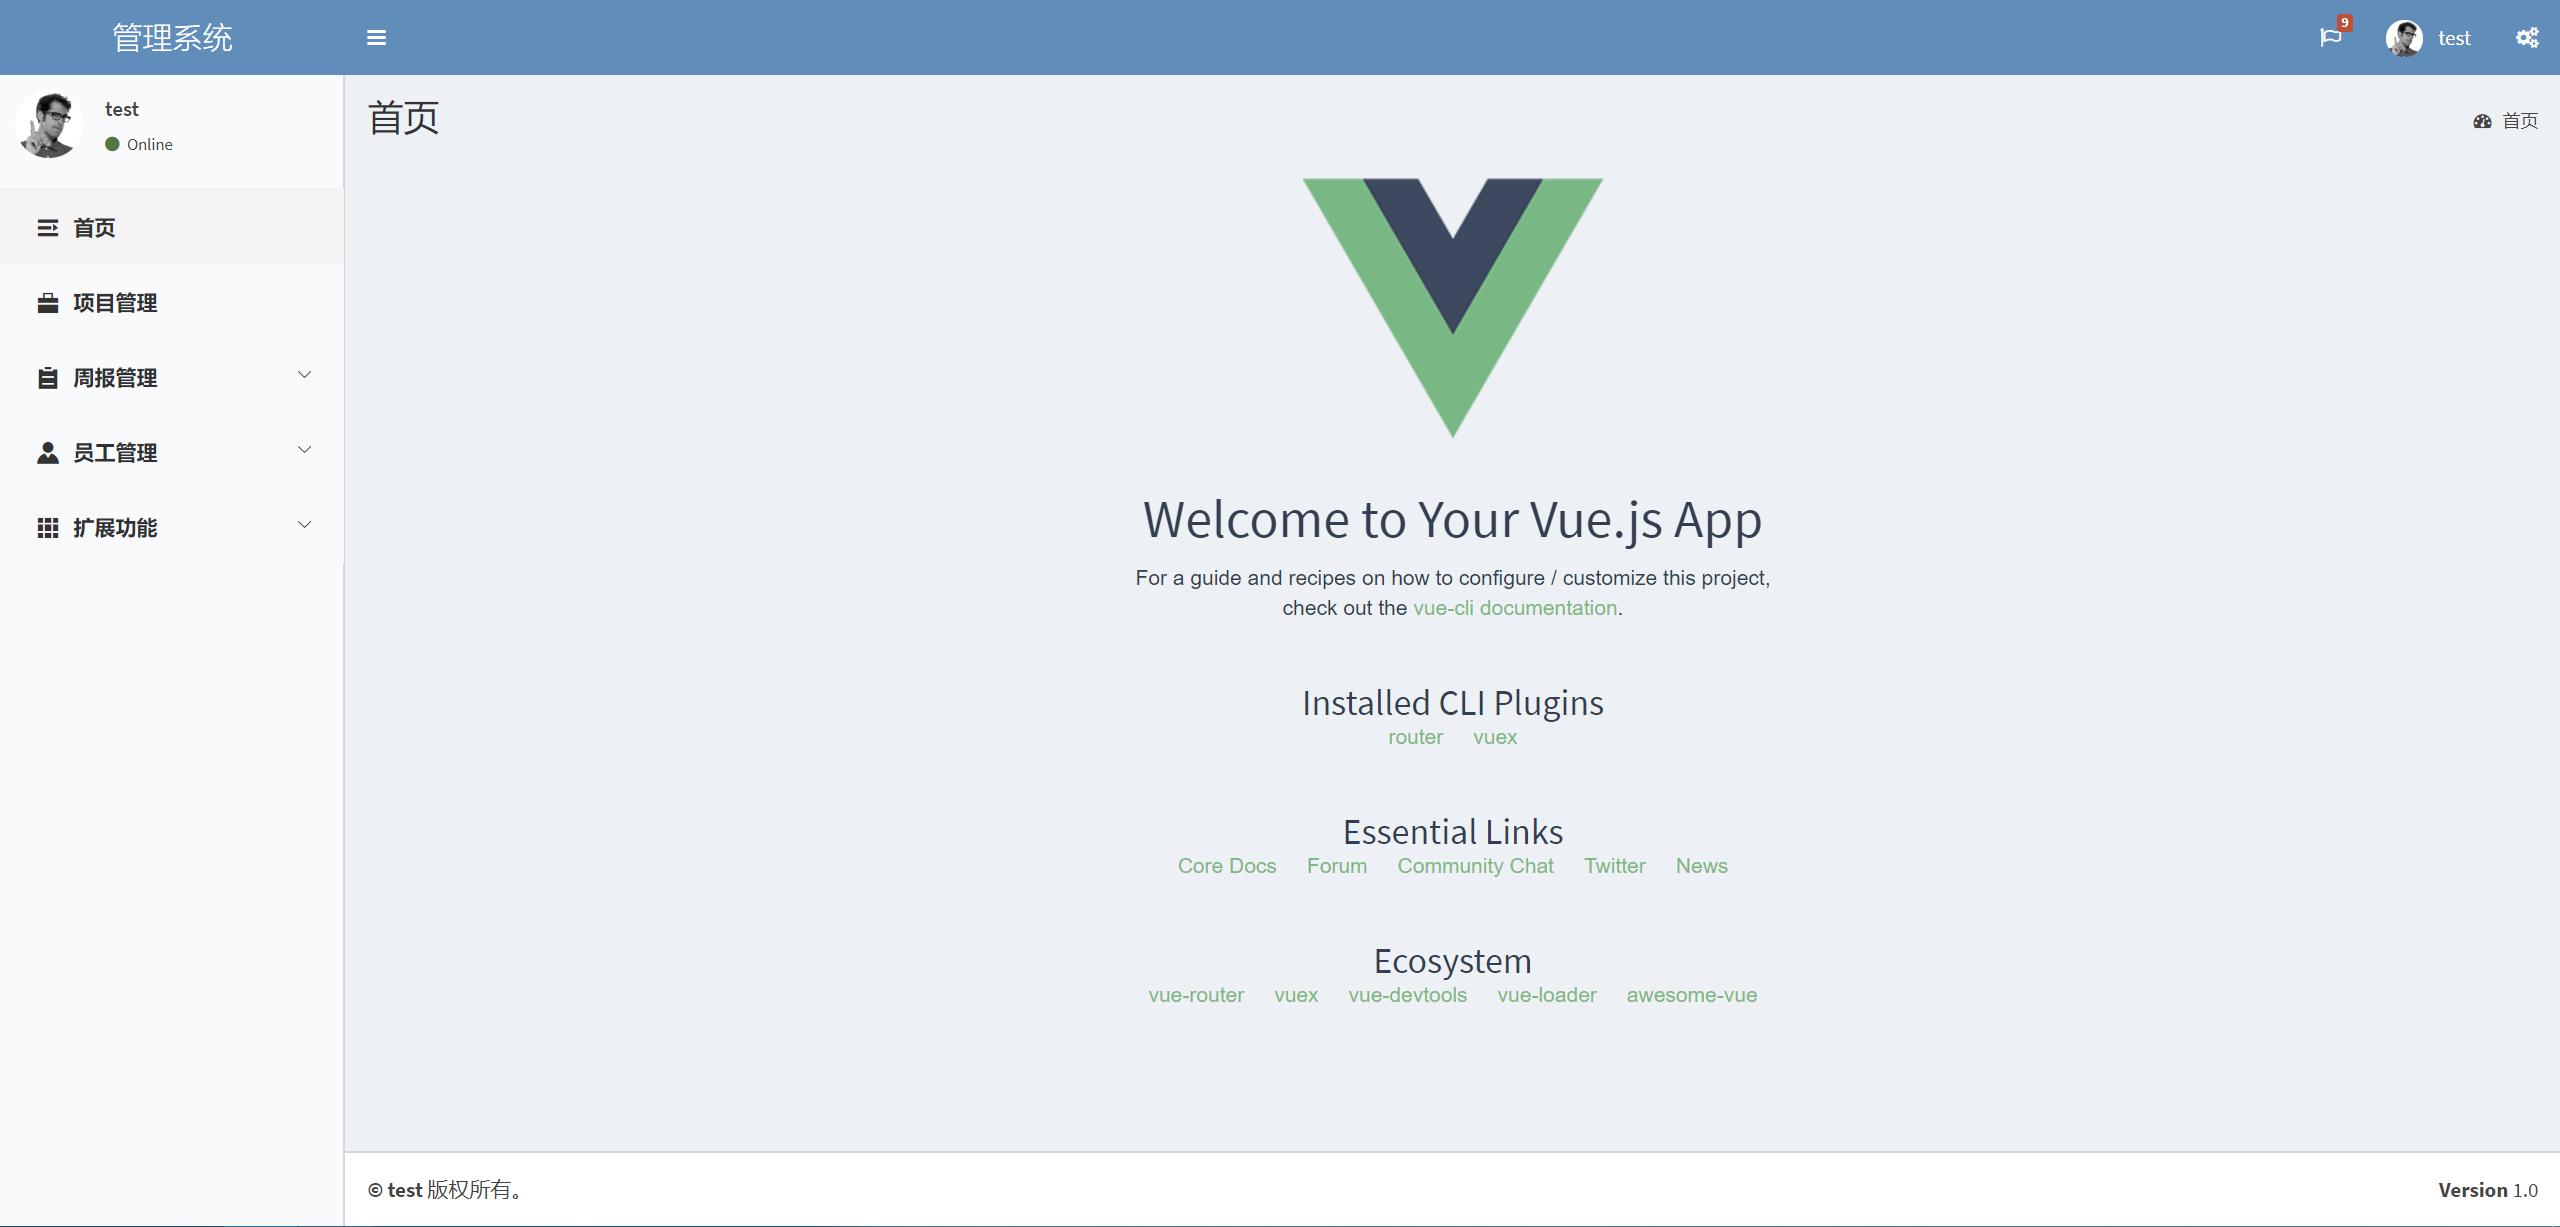 管理系统
9
test
test
Online
首页
首页
首页
项目管理
周报管理
员工管理
扩展功能
Welcome to Your Vue.js App
For a guide and recipes on how to configure / customize this project,
check out the vue-cli documentation.
Installed CLI Plugins
router vuex
Essential Links
Core Docs Forum Community Chat Twitter News
Ecosystem
vue-router vuex vue-devtools vue-loader awesome-vue
© test 版权所有。
Version 1.0